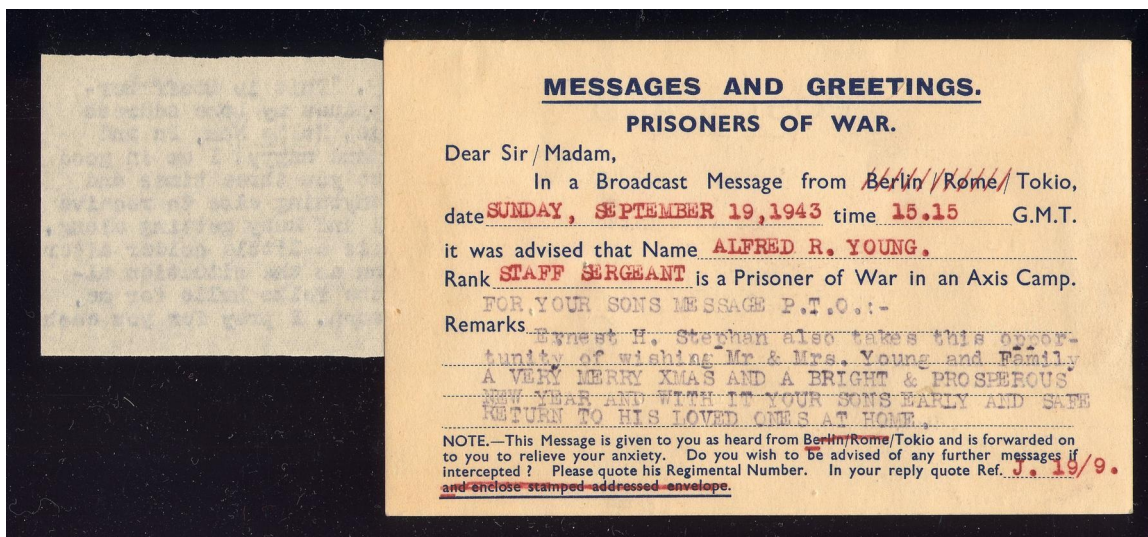 MESSAGES AND GREETINGS.
PRISONERS OF WAR.
Dear Sir/Madam,
In a Broadcast Message from Berlin/Rome/Tokio,
date SUNDAY, SEPTEMBER 19,1943 time 15.15 G.M.T.
it was advised that Name ALFRED R. YOUNG.
Rank STAFF SERGEANT is a Prisoner of War in an Axis Camp.
FOR YOUR SONS MESSAGE P.T.O.:-
Remarks Ernest H. Stephan also takes this oppor-
tunity of wishing Mr & Mrs. Young and Family
A VERY MERRY XMAS AND A BRIGHT & PROSPEROUS
NEW YEAR AND WITH IT YOUR SONS EARLY AND SAFE
RETURN TO HIS LOVED ONES AT HOME.
NOTE.—This Message is given to you as heard from Berlin/Rome/Tokio and is forwarded on
to you to relieve your anxiety. Do you wish to be advised of any further messages if
intercepted? Please quote his Regimental Number. In your reply quote Ref. J. 19/9.
and enclose stamped addressed envelope.